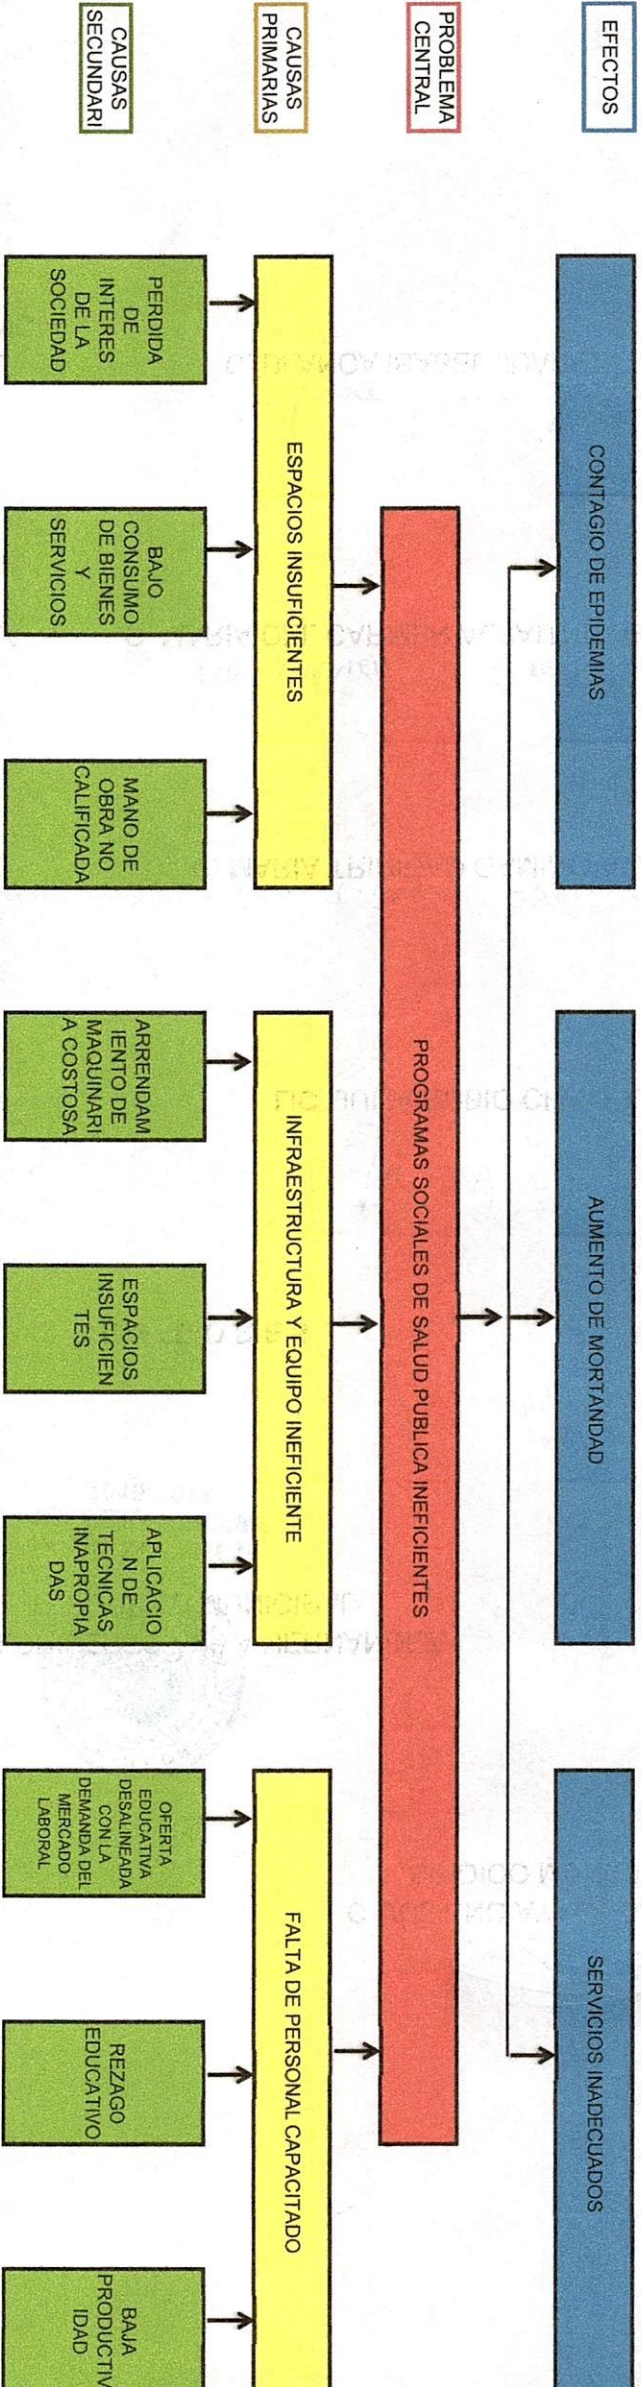 EFECTOS
CONTAGIO DE EPIDEMIAS
AUMENTO DE MORTANDAD
SERVICIOS INADECUADOS
PROBLEMA
CENTRAL
PROGRAMAS SOCIALES DE SALUD PUBLICA INEFICIENTES
CAUSAS
PRIMARIAS
ESPACIOS INSUFICIENTES
INFRAESTRUCTURA Y EQUIPO INEFICIENTE
FALTA DE PERSONAL CAPACITADO
CAUSAS
SECUNDARI
PERDIDA
DE
INTERES
DE LA
SOCIEDAD
BAJO
CONSUMO
DE BIENES
Y
SERVICIOS
MANO DE
OBRA NO
CALIFICADA
ARRENDAM
IENTO DE
MAQUINARI
A COSTOSA
ESPACIOS
INSUFICIEN
TES
APLICACIO
N DE
TECNICAS
INAPROPIA
DAS
OFERTA
EDUCATIVA
DESALINEADA
CON LA
DEMANDA DEL
MERCADO
LABORAL
REZAGO
EDUCATIVO
BAJA
PRODUCTIV
IDAD